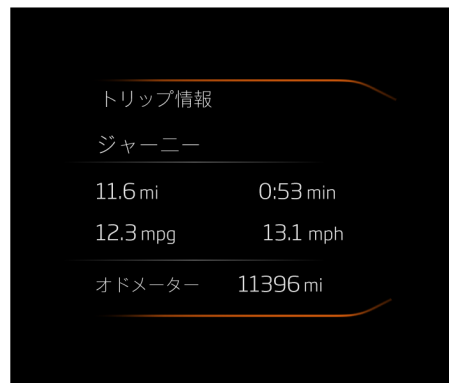 トリップ情報
ジャーニー
11.6 mi 0:53 min
12.3 mpg 13.1 mph
オドメーター 11396 mi